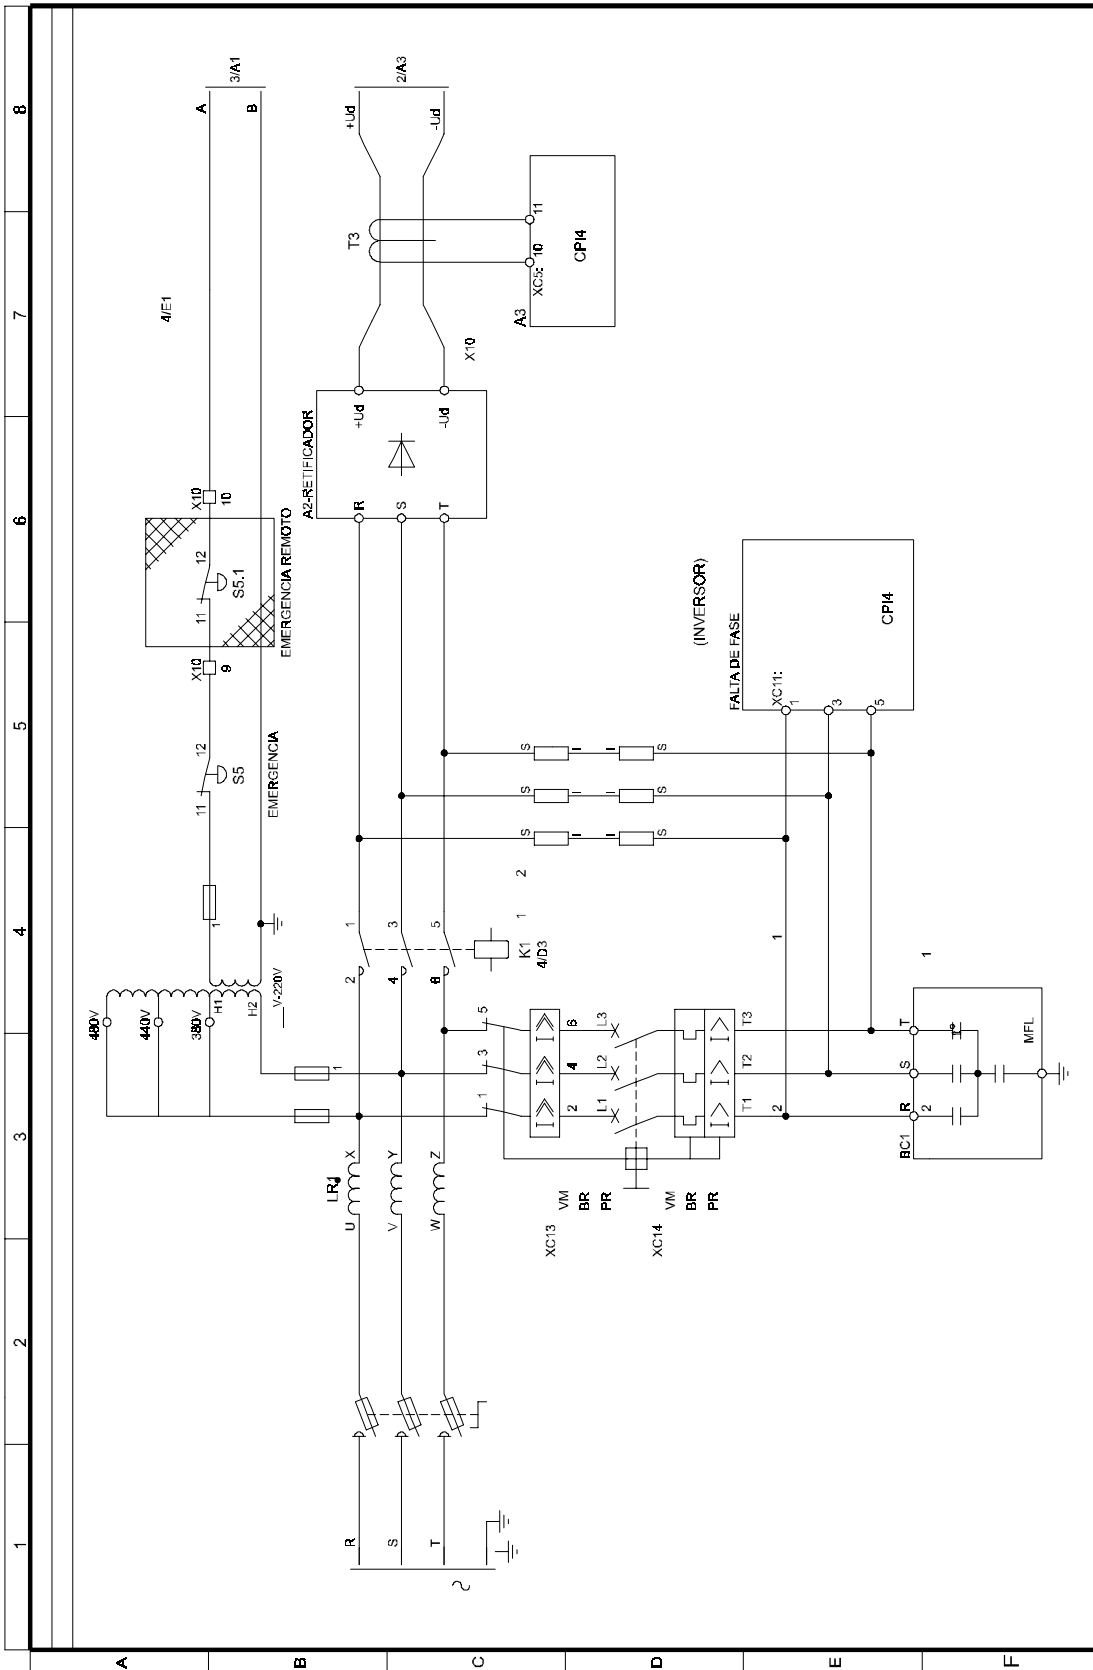 8
7
6
5
4
3
2
1
A
B
C
D
E
F
3/A1
A
B
4/E1
X10
10
12
11
S5.1
EMERGENCIA REMOTO
X10
9
12
11
S5
EMERGENCIA
1
480V
440V
380V
H1
H2
V-220V
1
2/A3
+Ud
-Ud
T3
11
10
XC5:
A3
CPI4
X10
A2-RETIFICADOR
+Ud
-Ud
R
S
T
(INVERSOR)
FALTA DE FASE
XC11:
1
3
5
CPI4
S
I
I
S
S
I
I
S
S
I
I
S
2
1
K1
4/D3
1
3
5
2
4
6
5
3
1
6
4
2
L3
L2
L1
T3
T2
T1
2
1
1
T
S
R
BC1
2
MFL
LR1
X
Y
Z
U
V
W
XC13
VM
BR
PR
XC14
VM
BR
PR
R
S
T
~